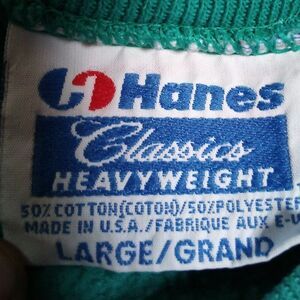 Hanes
Classics
HEAVYWEIGHT
50% COTTON(COTON)/50% POLYESTER
MADE IN U.S.A./FABRIQUE AUX E-U
LARGE/GRAND